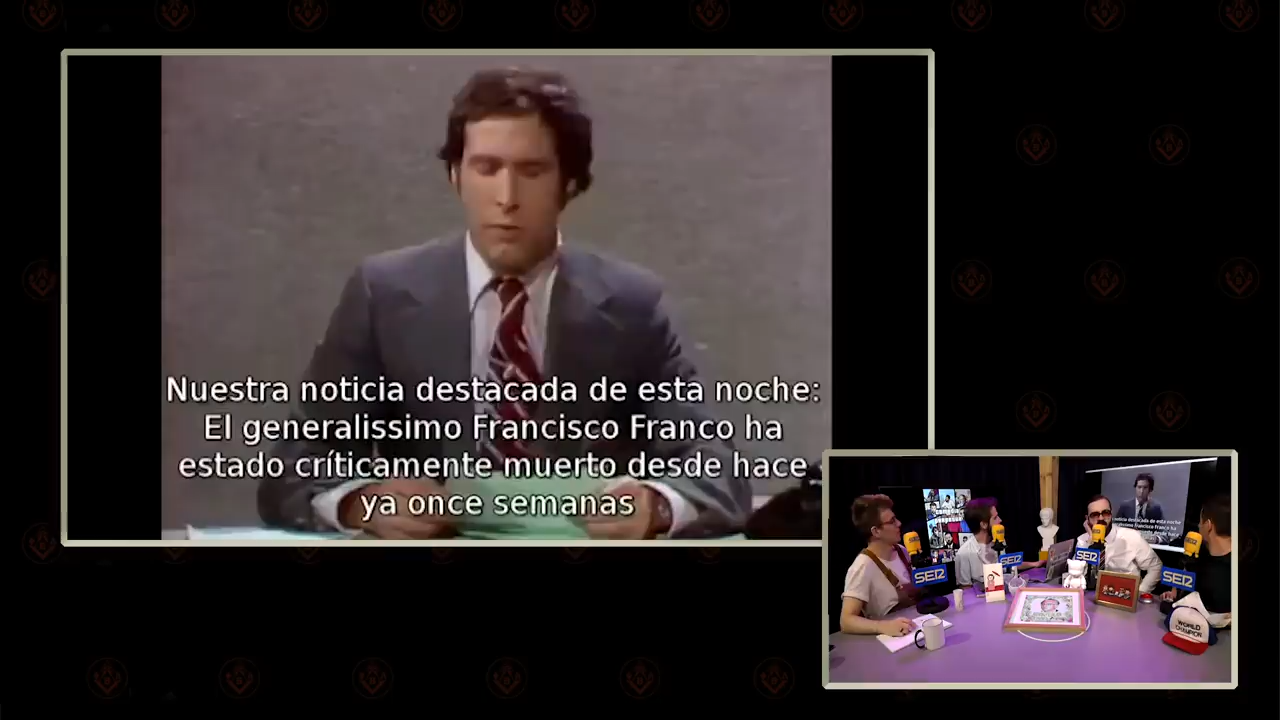 Nuestra noticia destacada de esta noche:
El generalissimo Francisco Franco ha
estado críticamente muerto desde hace
ya once semanas
SER
SER
SER
SER
WORLD
CHAMPION